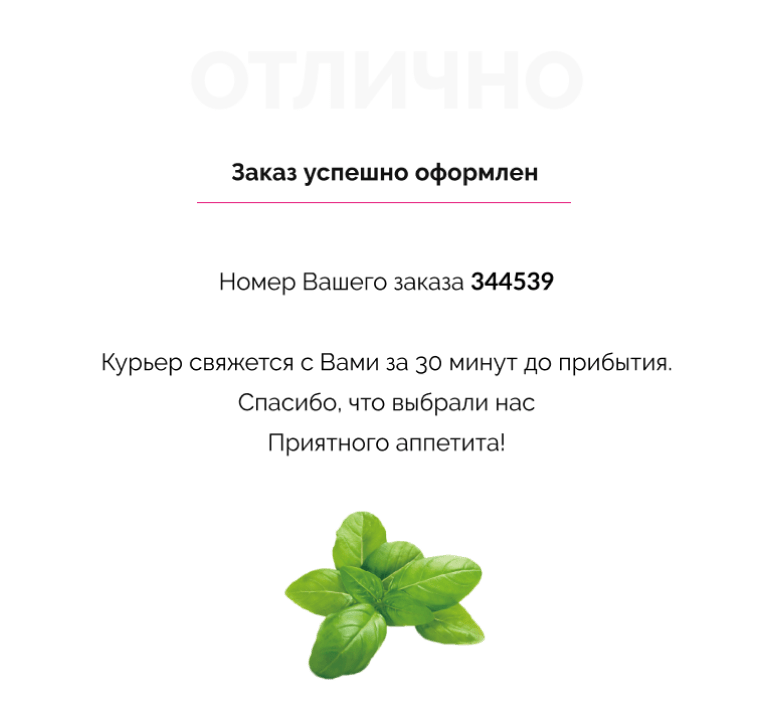 ОТЛИЧНО
Заказ успешно оформлен
Номер Вашего заказа 344539
Курьер свяжется с Вами за 30 минут до прибытия.
Спасибо, что выбрали нас
Приятного аппетита!